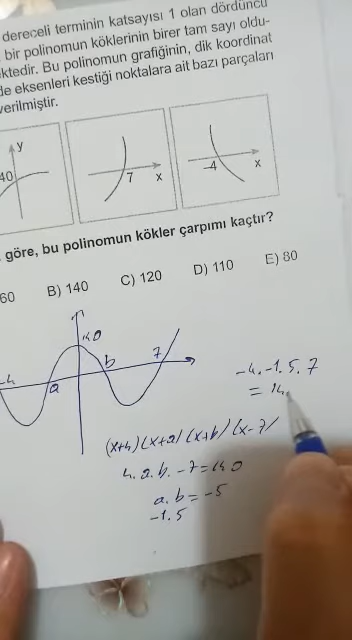 dereceli terminin katsayısı 1 olan dördüncü
bir polinomun köklerinin birer tam sayı oldu-
ktedir. Bu polinomun grafiğinin, dik koordinat
de eksenleri kestiği noktalara ait bazı parçaları
verilmiştir.
y
40
7 x
-4 x
göre, bu polinomun kökler çarpımı kaçtır?
60 B) 140 C) 120 D) 110 E) 80
140
-4 a b 7
-4.-1.5.7
= 14
(x+4)(x+a)(x+b)(x-7)
4.a.b.-7=140
a.b=-5
-1.5